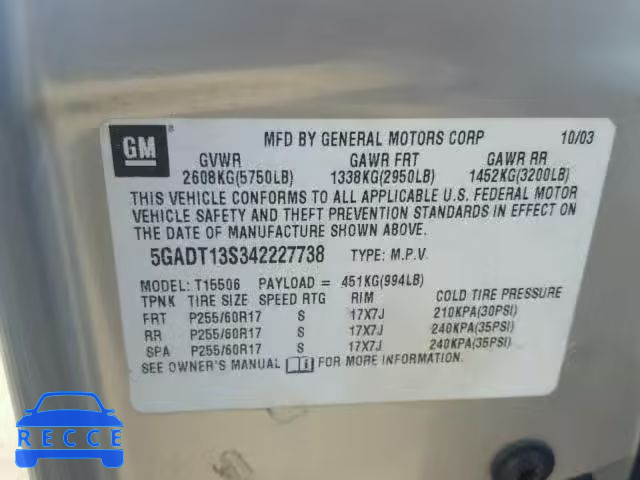 GM ®
MFD BY GENERAL MOTORS CORP 10/03
GVWR GAWR FRT GAWR RR
2608KG(5750LB) 1338KG(2950LB) 1452KG(3200LB)
THIS VEHICLE CONFORMS TO ALL APPLICABLE U.S. FEDERAL MOTOR
VEHICLE SAFETY AND THEFT PREVENTION STANDARDS IN EFFECT ON
THE DATE OF MANUFACTURE SHOWN ABOVE.
5GADT13S342227738 TYPE: M.P.V.
MODEL: T15506 PAYLOAD = 451KG(994LB)
TPNK TIRE SIZE SPEED RTG RIM COLD TIRE PRESSURE
FRT P255/60R17 S 17X7J 210KPA(30PSI)
RR P255/60R17 S 17X7J 240KPA(35PSI)
SPA P255/60R17 S 17X7J 240KPA(35PSI)
SEE OWNER'S MANUAL i FOR MORE INFORMATION.
RECCE